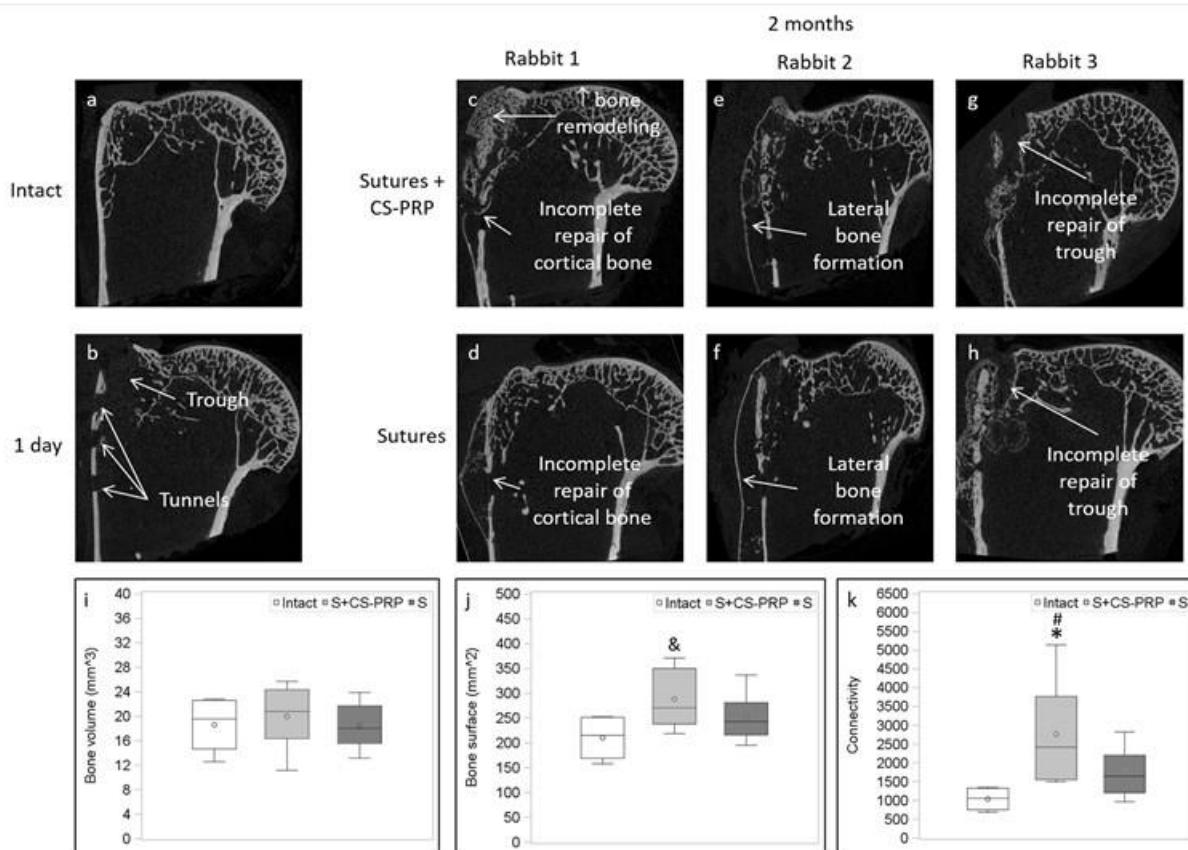 2 months
Rabbit 1
Rabbit 2
Rabbit 3
Intact
a
Sutures +
CS-PRP
c
bone
remodeling
Incomplete
repair of
cortical bone
e
Lateral
bone
formation
g
Incomplete
repair of
trough
1 day
b
Trough
Tunnels
Sutures
d
Incomplete
repair of
cortical bone
f
Lateral
bone
formation
h
Incomplete
repair of
trough
i
Intact S+CS-PRP S
Bone volume (mm^3)
40
36
32
28
24
20
16
12
8
4
0
j
Intact S+CS-PRP S
Bone surface (mm^2)
500
450
400
350
300
250
200
150
100
50
0
&
k
Intact S+CS-PRP S
Connectivity
6500
6000
5500
5000
4500
4000
3500
3000
2500
2000
1500
1000
500
0
#
*